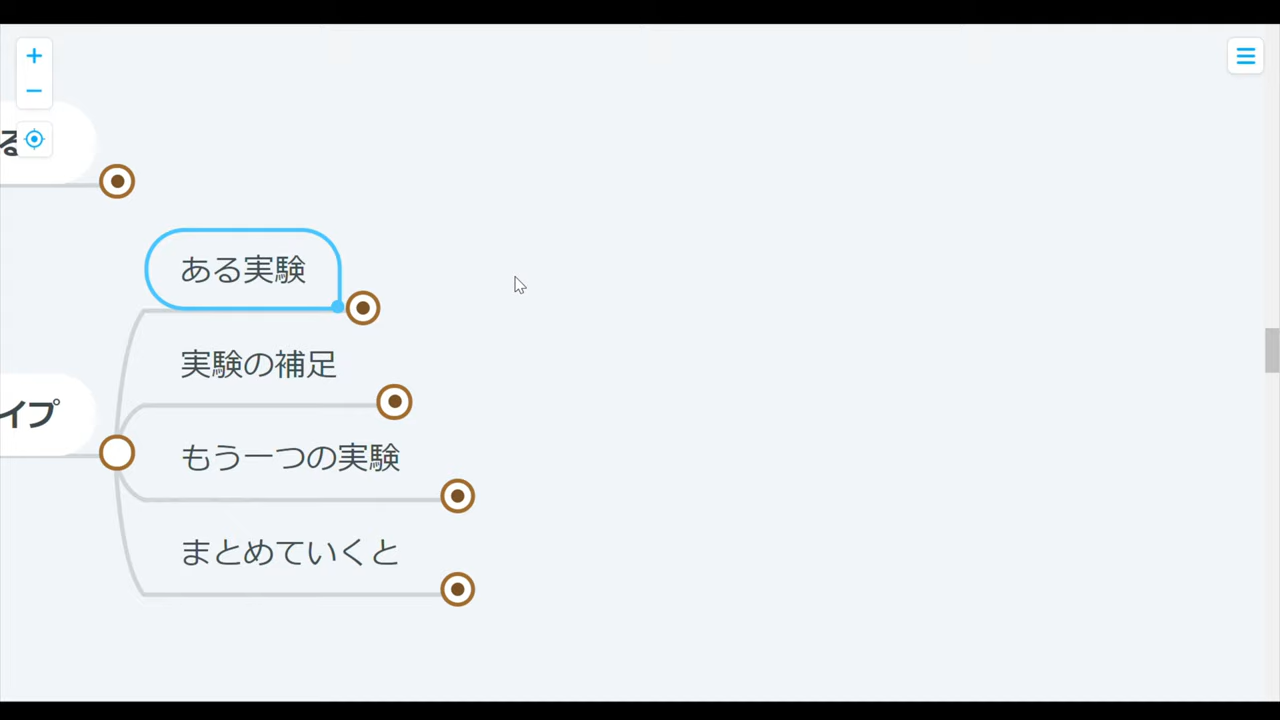 る
ある実験
実験の補足
イプ
もう一つの実験
まとめていくと